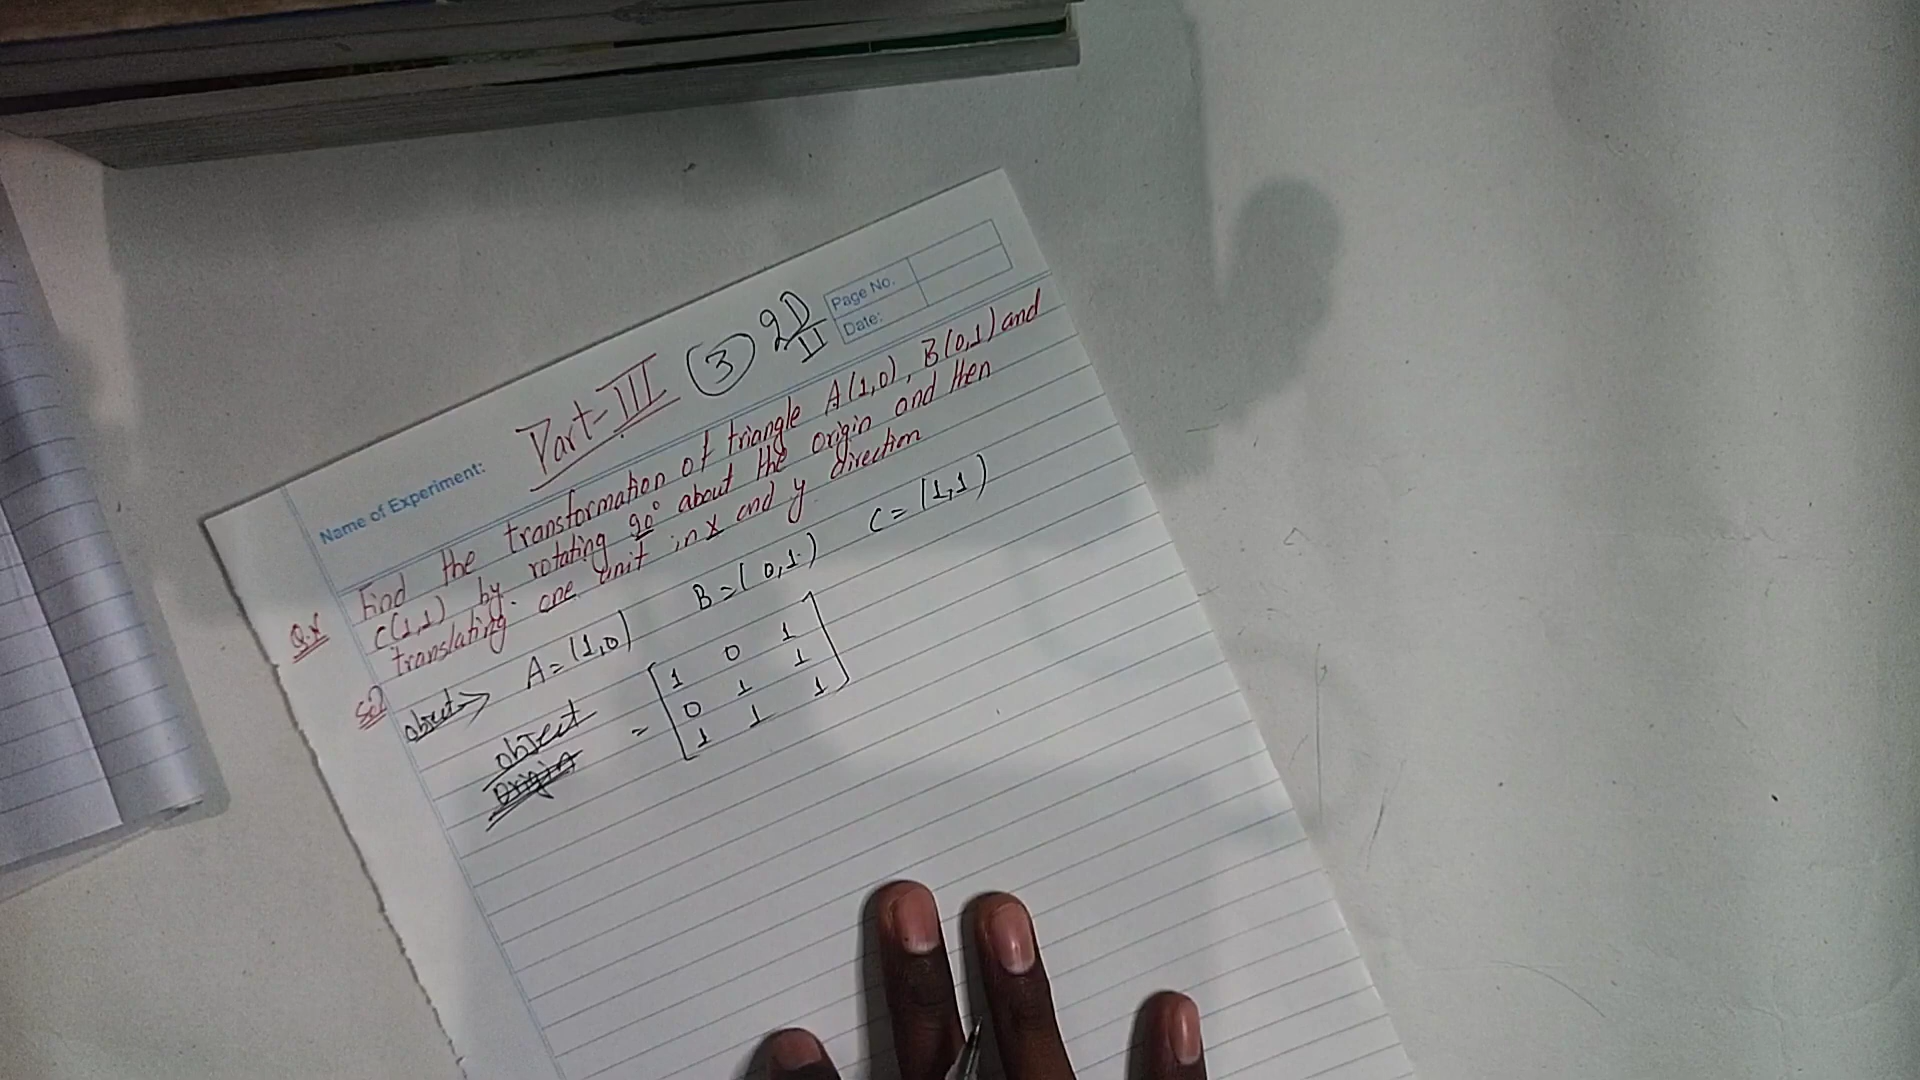 Part-III (3) 2D/II
Page No.
Date:
Name of Experiment:
Q.N Find the transformation of triangle A(1,0), B(0,1) and
C(1,1) by rotating 90° about the origin and then
translating one unit in x and y direction
Sol
object> A=(1,0) B=(0,1) C=(1,1)
object = [1 0 1
0 1 1
1 1 1]
origin